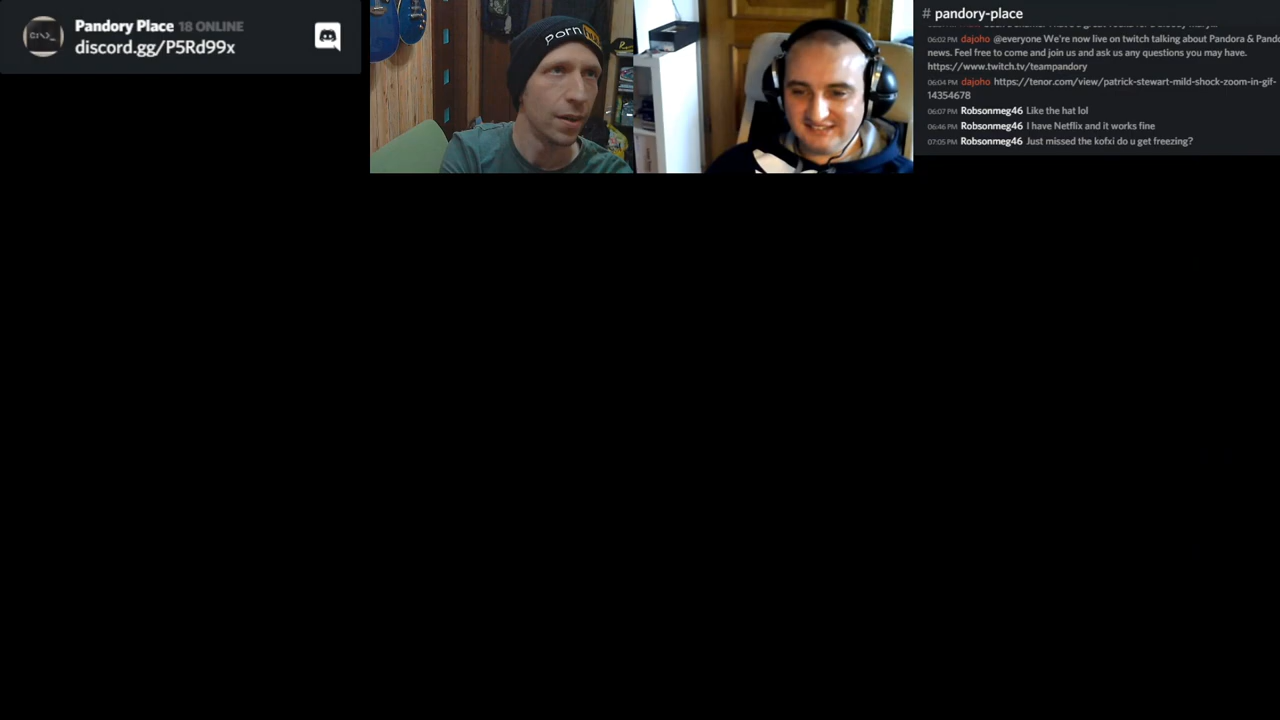 Pandory Place 18 ONLINE
discord.gg/P5Rd99x
C:\>_
Porn
# pandory-place
06:02 PM dajoho @everyone We're now live on twitch talking about Pandora & Pando
news. Feel free to come and join us and ask us any questions you may have.
https://www.twitch.tv/teampandory
06:04 PM dajoho https://tenor.com/view/patrick-stewart-mild-shock-zoom-in-gif-
14354678
06:07 PM Robsonmeg46 Like the hat lol
06:46 PM Robsonmeg46 I have Netflix and it works fine
07:05 PM Robsonmeg46 Just missed the kofxi do u get freezing?